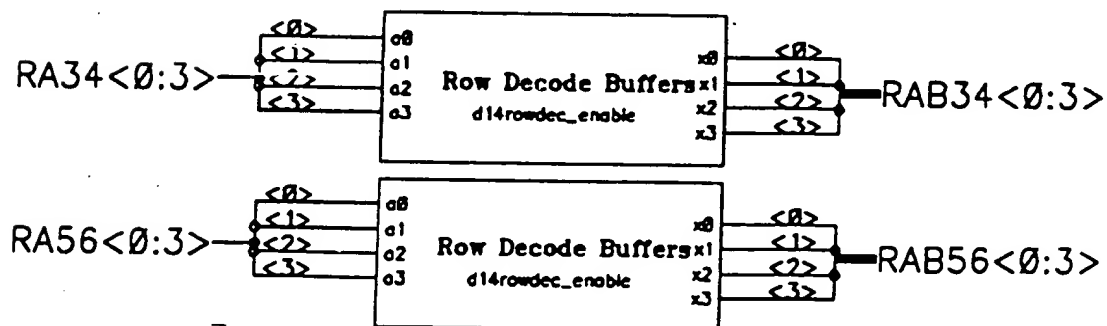 <0>
a0
<1>
a1
x0 <0>
RA34<0:3>
<2>
a2
Row Decode Buffers
x1 <1>
RAB34<0:3>
<3>
a3
d14rowdec_enable
x2 <2>
x3 <3>
<0>
a0
<1>
a1
x0 <0>
RA56<0:3>
<2>
a2
Row Decode Buffers
x1 <1>
RAB56<0:3>
<3>
a3
d14rowdec_enable
x2 <2>
x3 <3>